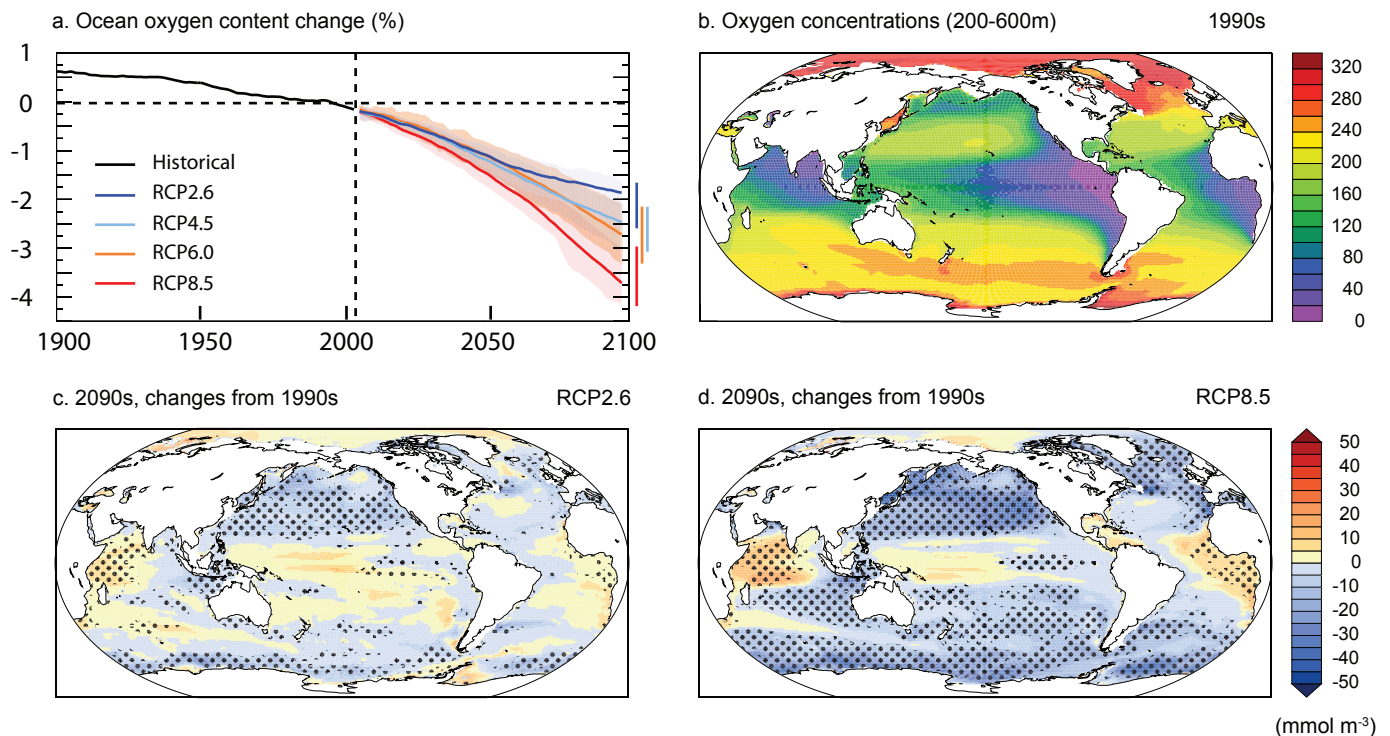 a. Ocean oxygen content change (%)
1
0
-1
-2
-3
-4
Historical
RCP2.6
RCP4.5
RCP6.0
RCP8.5
1900 1950 2000 2050 2100
b. Oxygen concentrations (200-600m) 1990s
320
280
240
200
160
120
80
40
0
c. 2090s, changes from 1990s RCP2.6
d. 2090s, changes from 1990s RCP8.5
50
40
30
20
10
0
-10
-20
-30
-40
-50
(mmol m⁻³)